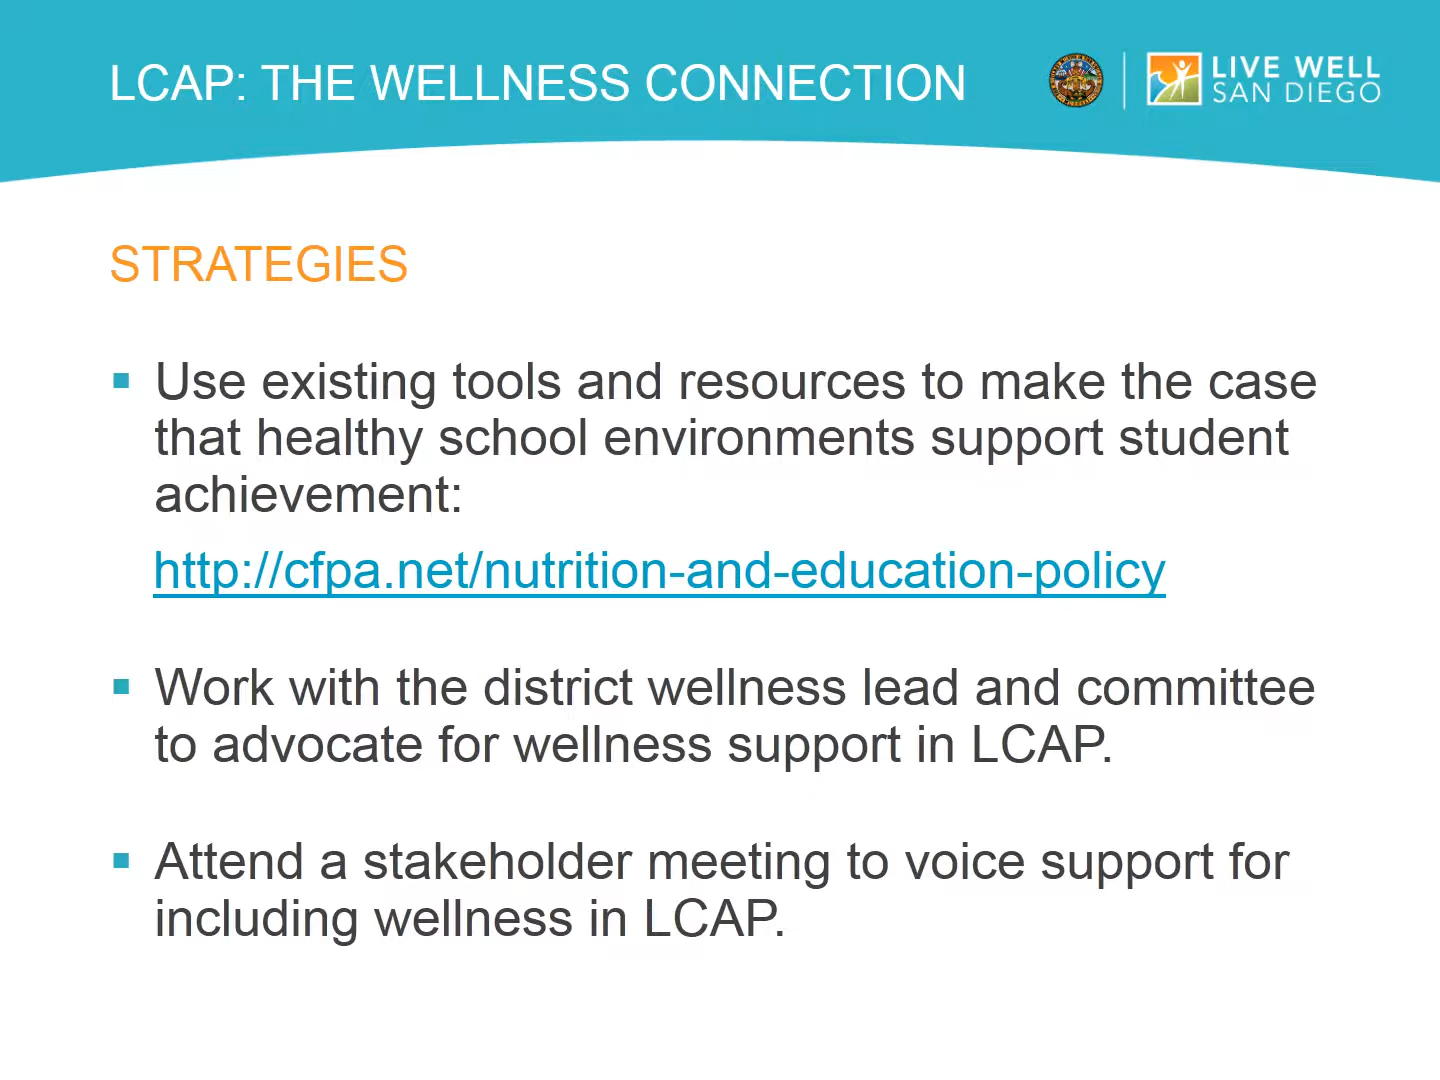 LCAP: THE WELLNESS CONNECTION
LIVE WELL
SAN DIEGO
STRATEGIES
Use existing tools and resources to make the case
that healthy school environments support student
achievement:
http://cfpa.net/nutrition-and-education-policy
Work with the district wellness lead and committee
to advocate for wellness support in LCAP.
Attend a stakeholder meeting to voice support for
including wellness in LCAP.